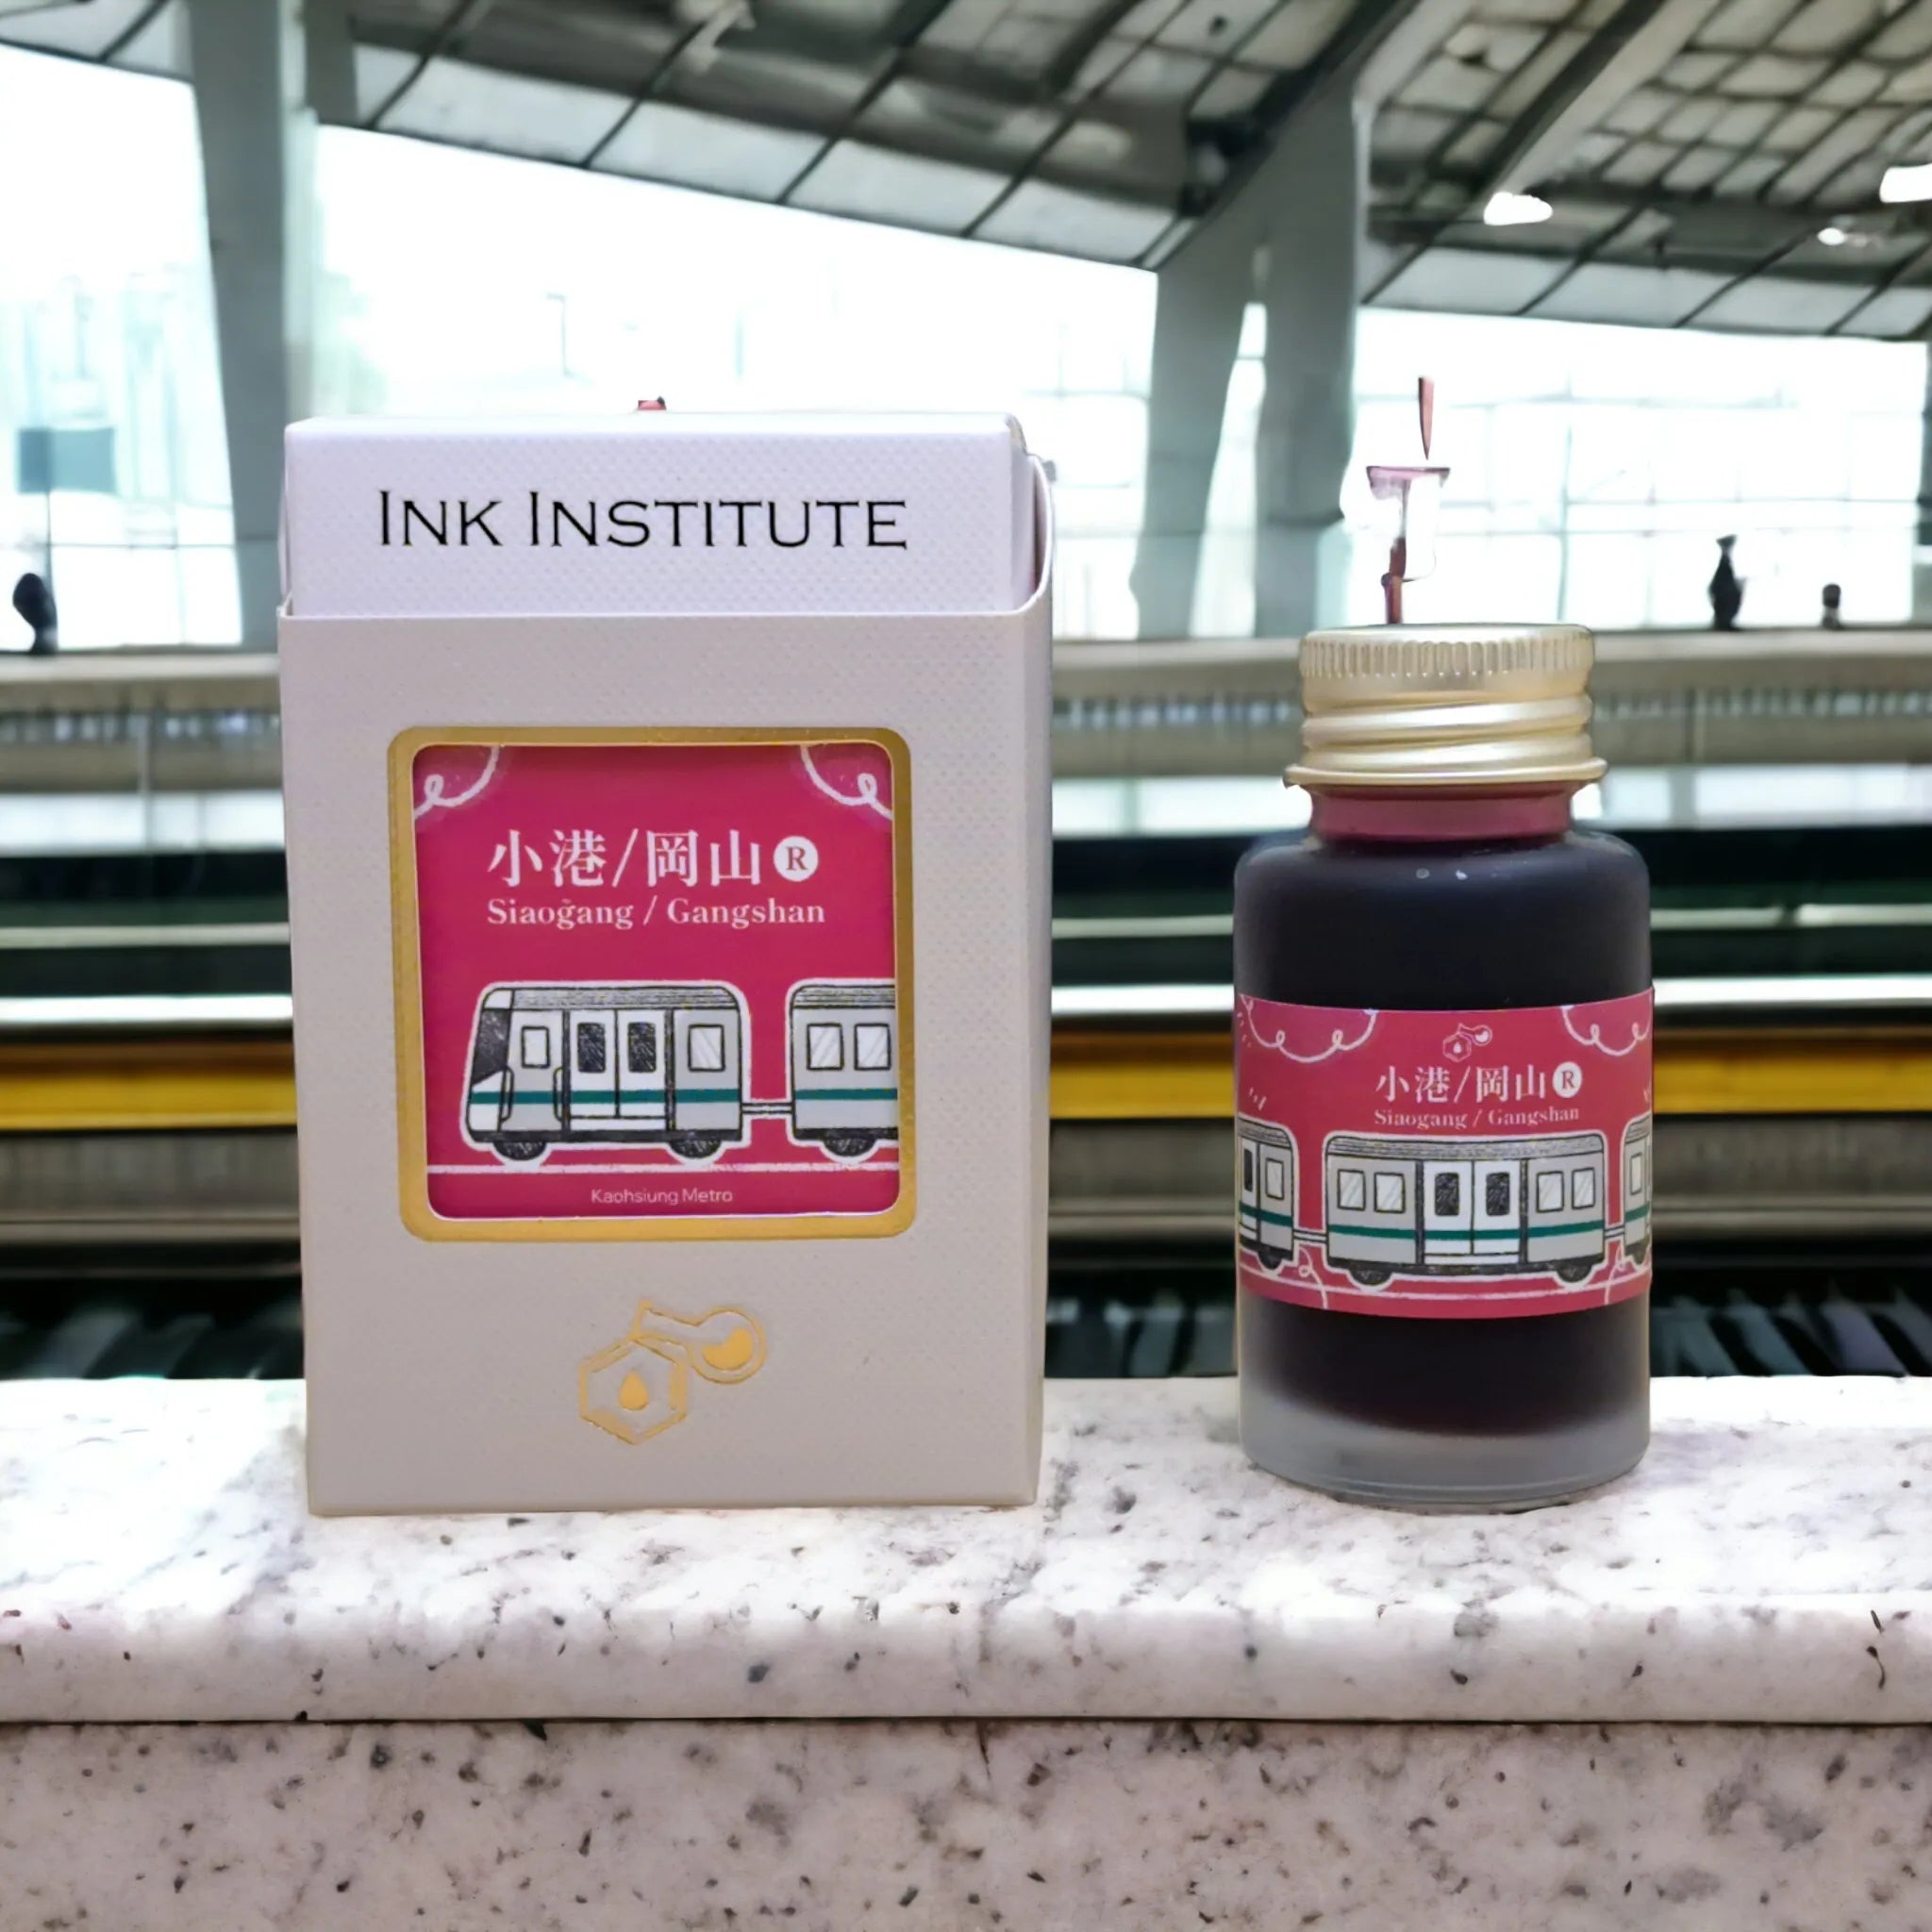 INK INSTITUTE
小港/岡山 R
Siaogang / Gangshan
Kaohsiung Metro
小港/岡山 R
Siaogang / Gangshan